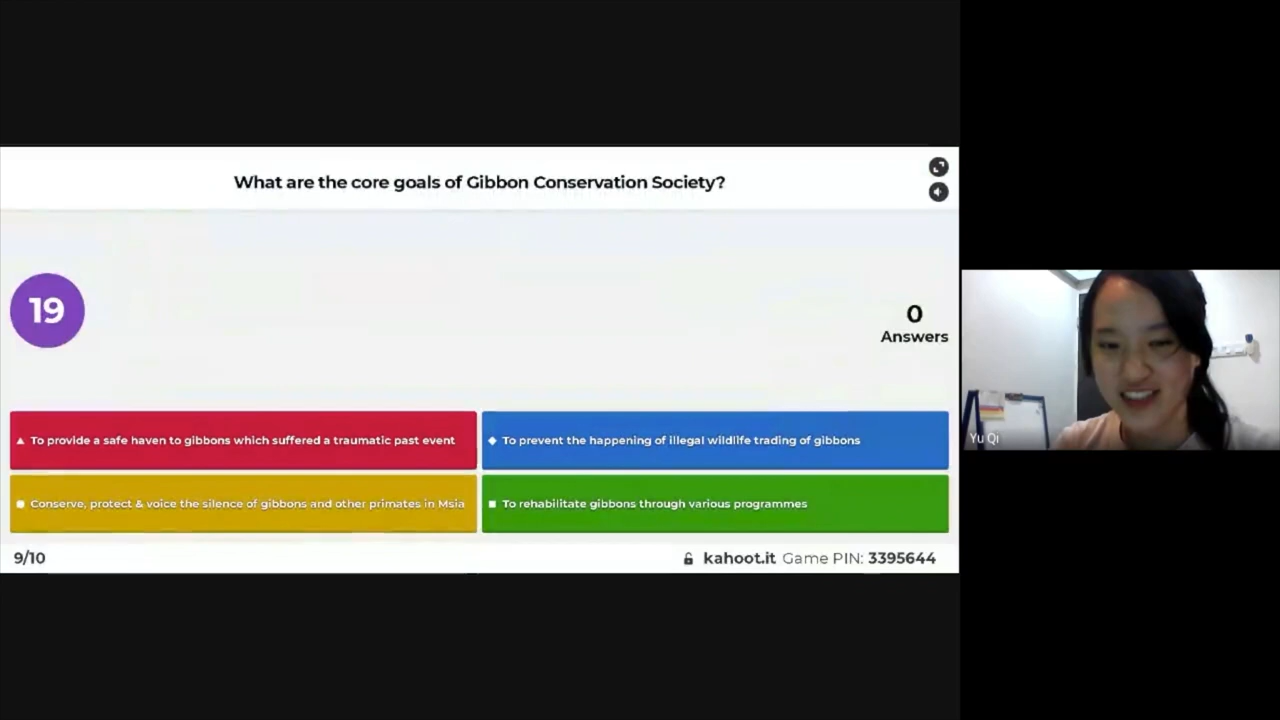 What are the core goals of Gibbon Conservation Society?
19
0
Answers
To provide a safe haven to gibbons which suffered a traumatic past event
To prevent the happening of illegal wildlife trading of gibbons
Conserve, protect & voice the silence of gibbons and other primates in Msia
To rehabilitate gibbons through various programmes
9/10
kahoot.it Game PIN: 3395644
Yu Qi